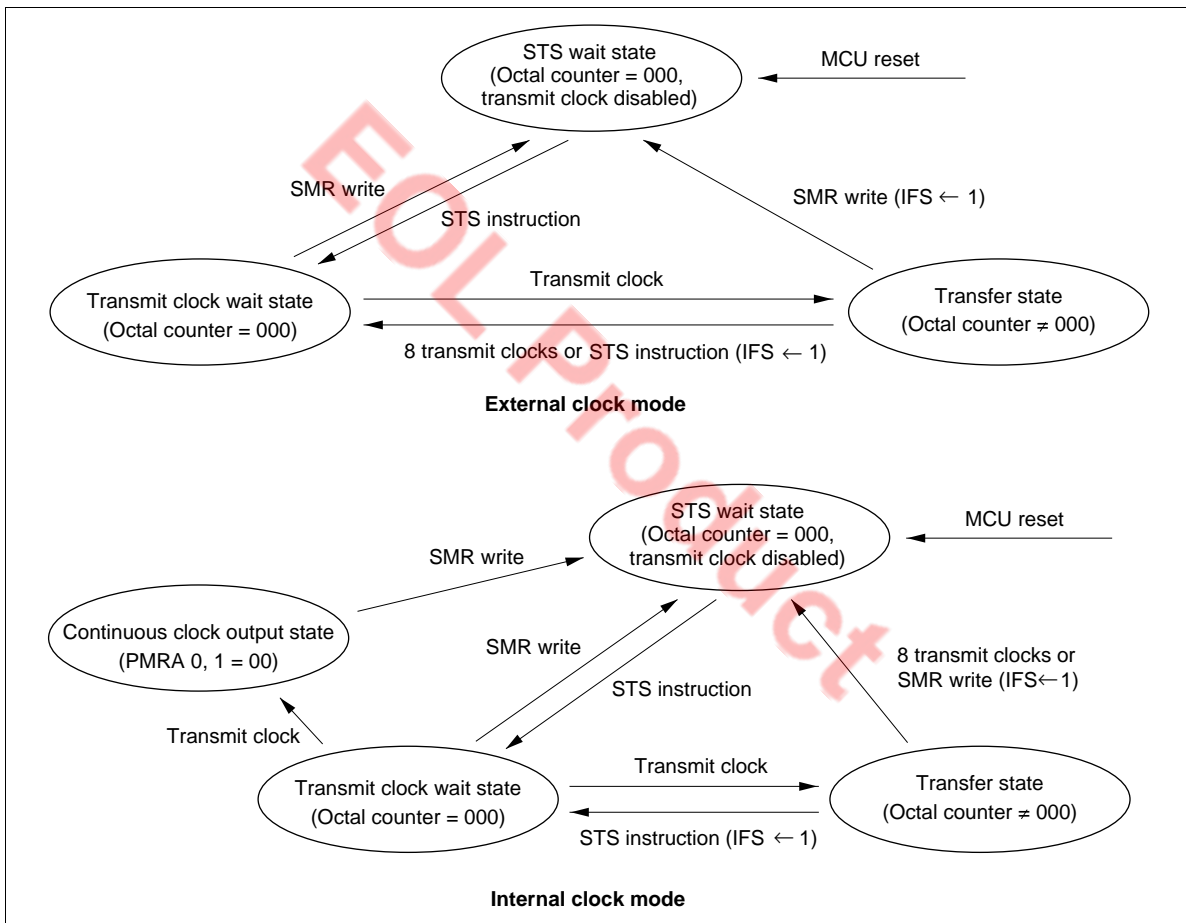 STS wait state
(Octal counter = 000,
transmit clock disabled)
MCU reset
SMR write
STS instruction
SMR write (IFS ← 1)
Transmit clock wait state
(Octal counter = 000)
Transmit clock
Transfer state
(Octal counter ≠ 000)
8 transmit clocks or STS instruction (IFS ← 1)
External clock mode
EOL Product
STS wait state
(Octal counter = 000,
transmit clock disabled)
MCU reset
SMR write
Continuous clock output state
(PMRA 0, 1 = 00)
SMR write
STS instruction
8 transmit clocks or
SMR write (IFS←1)
Transmit clock
Transmit clock wait state
(Octal counter = 000)
Transmit clock
Transfer state
(Octal counter ≠ 000)
STS instruction (IFS ← 1)
Internal clock mode